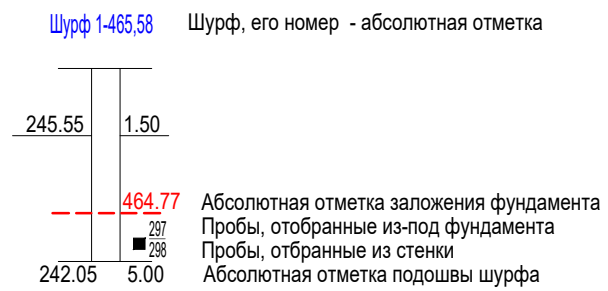 Шурф 1-465,58 Шурф, его номер - абсолютная отметка
245.55 1.50
464.77 Абсолютная отметка заложения фундамента
297 Пробы, отобранные из-под фундамента
298 Пробы, отбранные из стенки
242.05 5.00 Абсолютная отметка подошвы шурфа